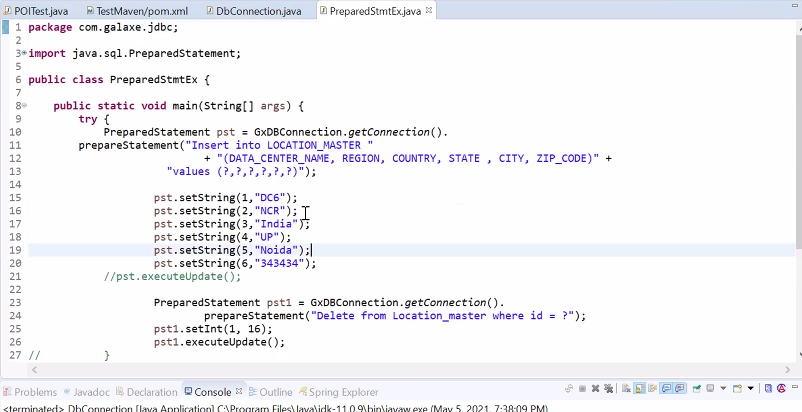 POITest.java TestMaven/pom.xml DbConnection.java PreparedStmtEx.java
1 package com.galaxe.jdbc;
2
3 import java.sql.PreparedStatement;
5
6 public class PreparedStmtEx {
7
8 public static void main(String[] args) {
9 try {
10 PreparedStatement pst = GxDBConnection.getConnection().
11 prepareStatement("Insert into LOCATION_MASTER "
12 + "(DATA_CENTER_NAME, REGION, COUNTRY, STATE , CITY, ZIP_CODE)" +
13 "values (?,?,?,?,?,?)");
14
15 pst.setString(1,"DC6");
16 pst.setString(2,"NCR");
17 pst.setString(3,"India");
18 pst.setString(4,"UP");
19 pst.setString(5,"Noida");
20 pst.setString(6,"343434");
21 //pst.executeUpdate();
22
23 PreparedStatement pst1 = GxDBConnection.getConnection().
24 prepareStatement("Delete from Location_master where id = ?");
25 pst1.setInt(1, 16);
26 pst1.executeUpdate();
27 // }
Problems Javadoc Declaration Console Outline Spring Explorer
<terminated> DbConnection [Java Application] C:\Program Files\Java\jdk-11.0.9\bin\javaw.exe (May 5, 2021, 7:38:09 PM)